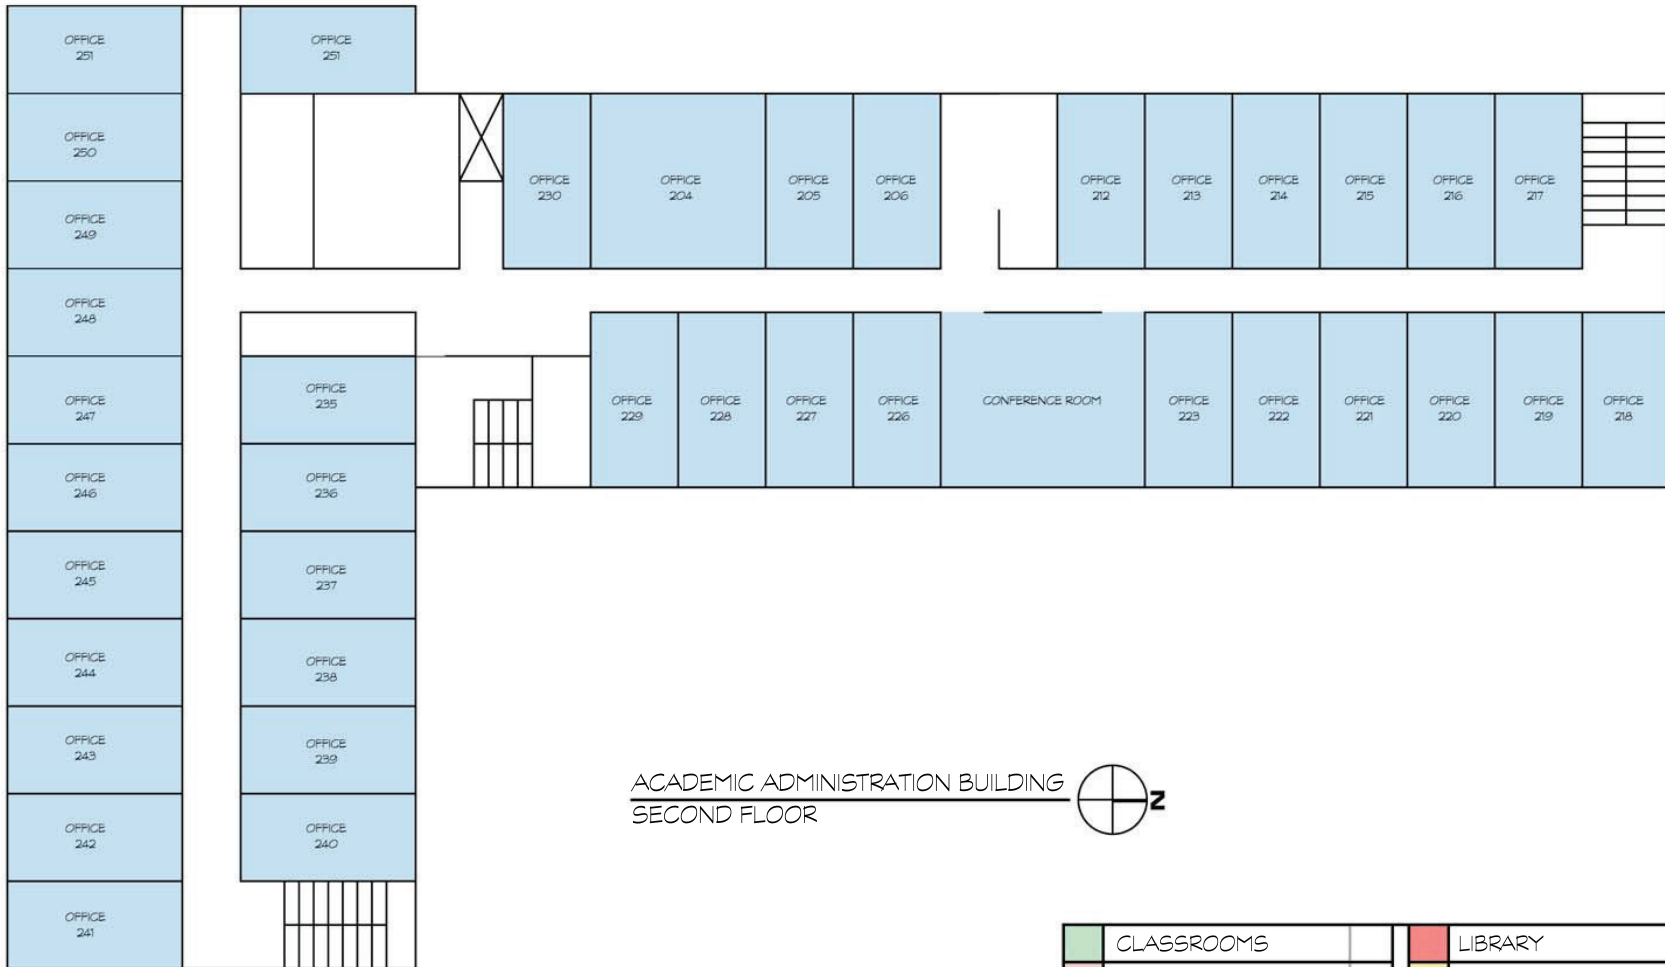 OFFICE
251
OFFICE
251
OFFICE
250
OFFICE
249
OFFICE
248
OFFICE
247
OFFICE
246
OFFICE
245
OFFICE
244
OFFICE
243
OFFICE
242
OFFICE
241
OFFICE
235
OFFICE
236
OFFICE
237
OFFICE
238
OFFICE
239
OFFICE
240
OFFICE
230
OFFICE
204
OFFICE
205
OFFICE
206
OFFICE
212
OFFICE
213
OFFICE
214
OFFICE
215
OFFICE
216
OFFICE
217
OFFICE
229
OFFICE
228
OFFICE
227
OFFICE
226
CONFERENCE ROOM
OFFICE
223
OFFICE
222
OFFICE
221
OFFICE
220
OFFICE
219
OFFICE
218
ACADEMIC ADMINISTRATION BUILDING
SECOND FLOOR
N
CLASSROOMS
LIBRARY